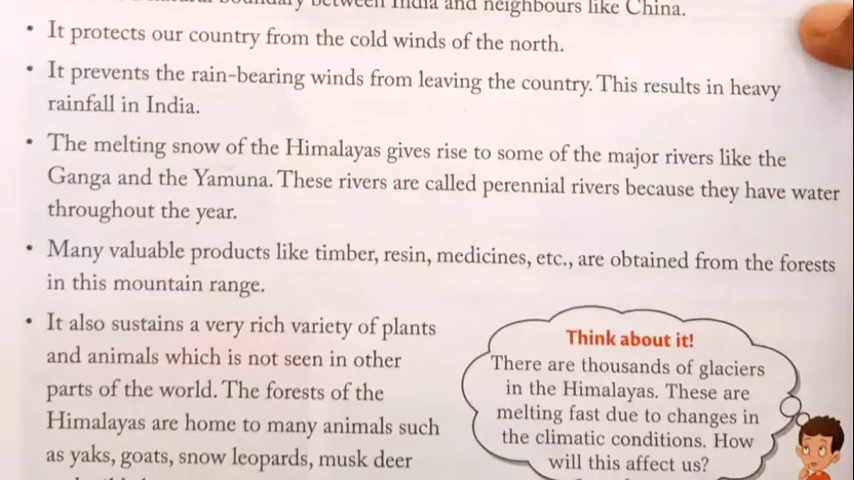 boundary between India and neighbours like China.
• It protects our country from the cold winds of the north.
• It prevents the rain-bearing winds from leaving the country. This results in heavy
rainfall in India.
• The melting snow of the Himalayas gives rise to some of the major rivers like the
Ganga and the Yamuna. These rivers are called perennial rivers because they have water
throughout the year.
• Many valuable products like timber, resin, medicines, etc., are obtained from the forests
in this mountain range.
• It also sustains a very rich variety of plants
and animals which is not seen in other
parts of the world. The forests of the
Himalayas are home to many animals such
as yaks, goats, snow leopards, musk deer
Think about it!
There are thousands of glaciers
in the Himalayas. These are
melting fast due to changes in
the climatic conditions. How
will this affect us?